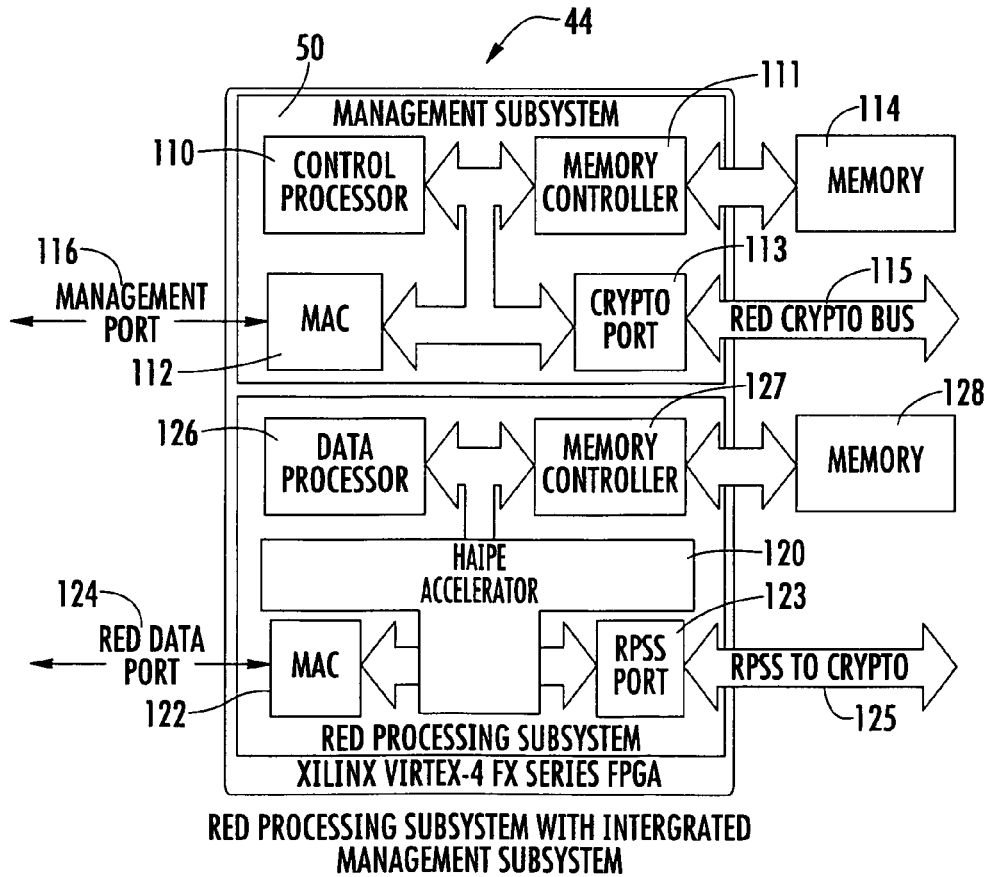 44
50
MANAGEMENT SUBSYSTEM
111
114
110
CONTROL
PROCESSOR
MEMORY
CONTROLLER
MEMORY
113
115
116
MANAGEMENT
PORT
MAC
112
CRYPTO
PORT
RED CRYPTO BUS
127
128
126
DATA
PROCESSOR
MEMORY
CONTROLLER
MEMORY
HAIPE
ACCELERATOR
120
123
124
RED DATA
PORT
MAC
122
RPSS
PORT
RPSS TO CRYPTO
125
RED PROCESSING SUBSYSTEM
XILINX VIRTEX-4 FX SERIES FPGA
RED PROCESSING SUBSYSTEM WITH INTERGRATED
MANAGEMENT SUBSYSTEM